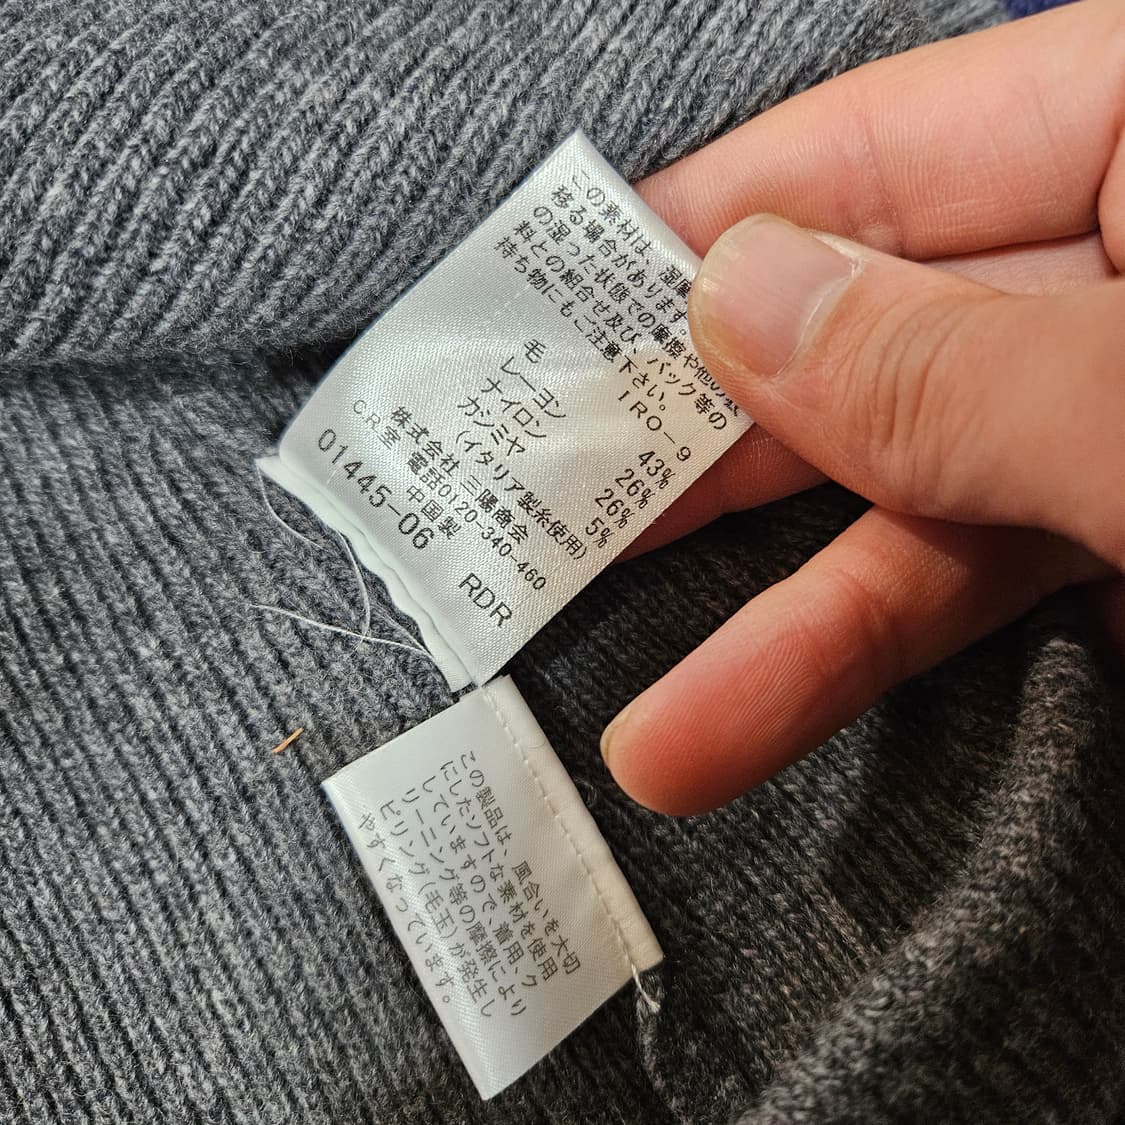 この素材は、湿
移る場合があります。
の湿った状態での摩擦や他の衣
料との組合せ及び、バック等の
持ち物にもご注意下さい。
IRO-9
毛 43%
レーヨン 26%
ナイロン 26%
カシミヤ 5%
(イタリア製糸使用)
株式会社 三陽商会
C.R室 電話0120-340-460
中国製
01445-06 RDR
この製品は、風合いを大切
にしたソフトな素材を使用
していますので、着用、ク
リーニング等の摩擦により
ピリング(毛玉)が発生し
やすくなっています。